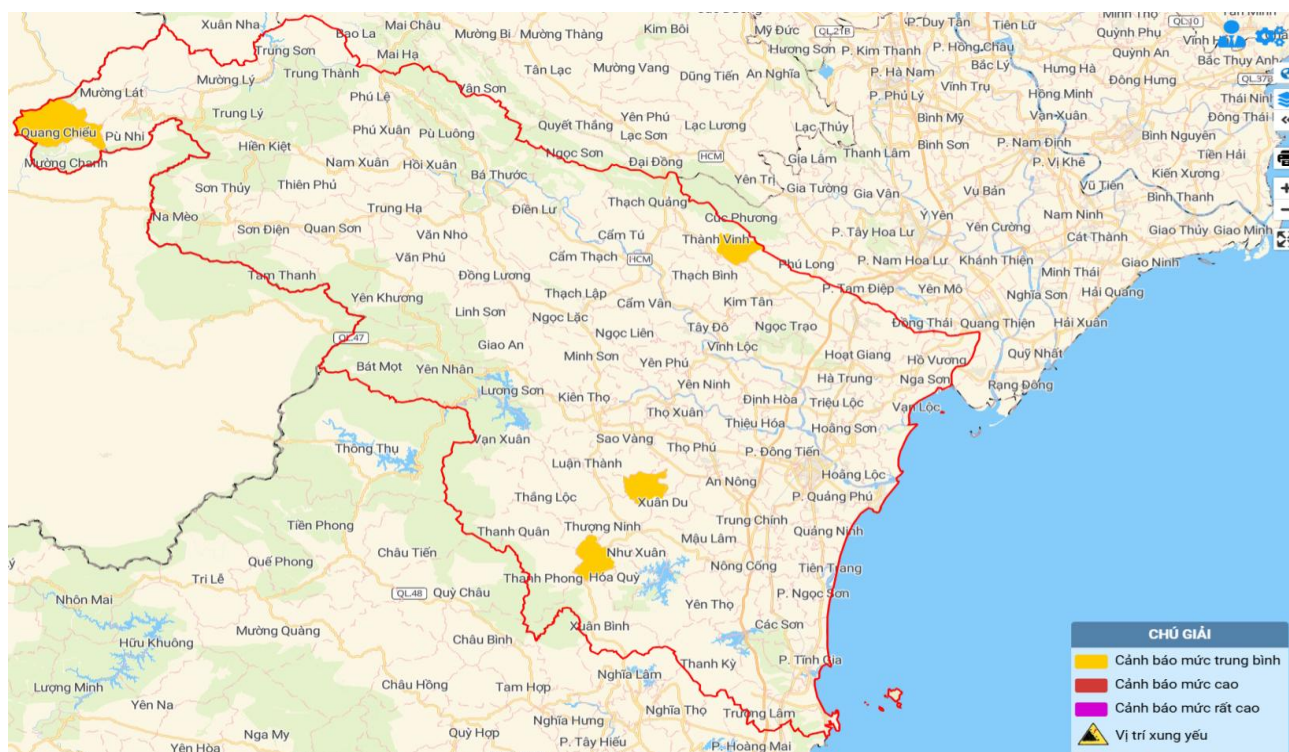 Xuân Nha
Mai Châu
Bao La
Mường Bi
Mường Thàng
Kim Bôi
Mỹ Đức
QL.21B
P. Duy Tân
Tiên Lữ
QL.10
Quỳnh Phụ
Trung Sơn
Mai Hạ
Hương Sơn
P. Kim Thanh
P. Hồng Châu
Quỳnh An
Mường Lý
Trung Thành
Tân Lạc
Mường Vang
Dũng Tiến
An Nghĩa
P. Hà Nam
Bắc Lý
Hưng Hà
Bắc Thụy Anh
QL.37B
Mường Lát
Phú Lệ
Vân Sơn
P. Phủ Lý
Vĩnh Trụ
Hồng Minh
Đông Hưng
Thái Ninh
Trung Lý
Yên Phú
Lạc Lương
Lạc Thủy
Bình Mỹ
Vạn Xuân
Đông Thái
Quang Chiểu
Pù Nhi
Phú Xuân
Pù Luông
Quyết Thắng
Lạc Sơn
Bình Nguyên
Hiền Kiệt
Ngọc Sơn
Đại Đồng
HCM
Gia Lâm
Thanh Lâm
Bình Sơn
P. Nam Định
P. Vị Khê
Tiền Hải
Mường Chanh
Nam Xuân
Hồi Xuân
Bá Thước
Yên Trị
Gia Tường
Gia Vân
Vụ Bản
Vũ Tiên
Kiến Xương
Sơn Thủy
Thiên Phủ
Thạch Quảng
Bình Thanh
Na Mèo
Trung Hạ
Điền Lư
Cúc Phương
Ý Yên
Nam Ninh
Sơn Điện
Quan Sơn
Văn Nho
Cẩm Tú
Thành Vinh
P. Tây Hoa Lư
Yên Cường
Cát Thành
Giao Thủy
Giao Minh
Văn Phú
Cẩm Thạch
HCM
Phú Long
P. Nam Hoa Lư
Khánh Thiện
Giao Ninh
Tam Thanh
Đồng Lương
Thạch Bình
Minh Thái
Yên Khương
Thạch Lập
Cẩm Vân
Kim Tân
P. Tam Điệp
Yên Mô
Nghĩa Sơn
Hải Quang
Linh Sơn
Ngọc Lặc
Ngọc Liên
Tây Đô
Ngọc Trạo
Đồng Thái
Quang Thiện
Hải Xuân
QL.47
Giao An
Minh Sơn
Vĩnh Lộc
Hoạt Giang
Hồ Vương
Quỹ Nhất
Bát Mọt
Yên Nhân
Yên Phú
Hà Trung
Nga Sơn
Rạng Đông
Lương Sơn
Kiên Thọ
Yên Ninh
Định Hòa
Triệu Lộc
Vạn Lộc
Thọ Xuân
Thiệu Hóa
Hoằng Sơn
Thông Thụ
Vạn Xuân
Sao Vàng
Thọ Phú
P. Đông Tiến
Luận Thành
Hoằng Lộc
Thắng Lộc
Xuân Du
An Nông
P. Quảng Phú
Tiền Phong
Thanh Quân
Thượng Ninh
Trung Chính
Quảng Ninh
Châu Tiến
Mậu Lâm
Quế Phong
Như Xuân
Nông Cống
Tiên Trang
Tri Lễ
Thanh Phong
Hóa Quỳ
Nhôn Mai
QL.48
Quỳ Châu
Yên Thọ
P. Ngọc Sơn
Mường Quàng
Châu Bình
Xuân Bình
Các Sơn
Hữu Khuông
Thanh Kỳ
P. Tĩnh Gia
Nghĩa Lâm
Lượng Minh
Châu Hồng
Tam Hợp
Yên Na
Nghĩa Thọ
Trường Lâm
Nghĩa Hưng
Nga My
Quỳ Hợp
P. Tây Hiếu
P. Hoàng Mai
Yên Hòa
CHÚ GIẢI
Cảnh báo mức trung bình
Cảnh báo mức cao
Cảnh báo mức rất cao
Vị trí xung yếu